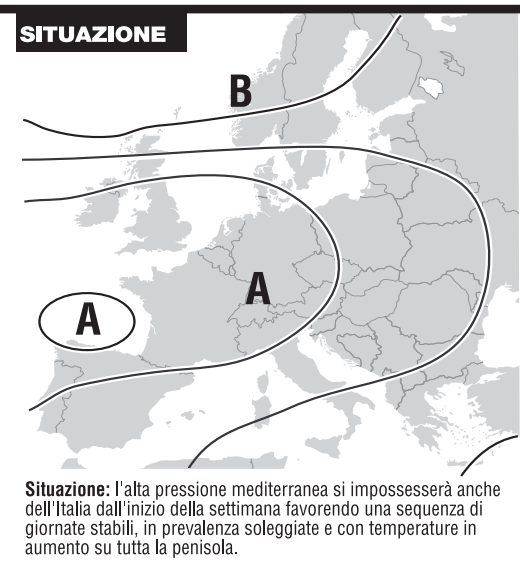 SITUAZIONE
B
A
A
Situazione: l'alta pressione mediterranea si impossesserà anche
dell'Italia dall'inizio della settimana favorendo una sequenza di
giornate stabili, in prevalenza soleggiate e con temperature in
aumento su tutta la penisola.